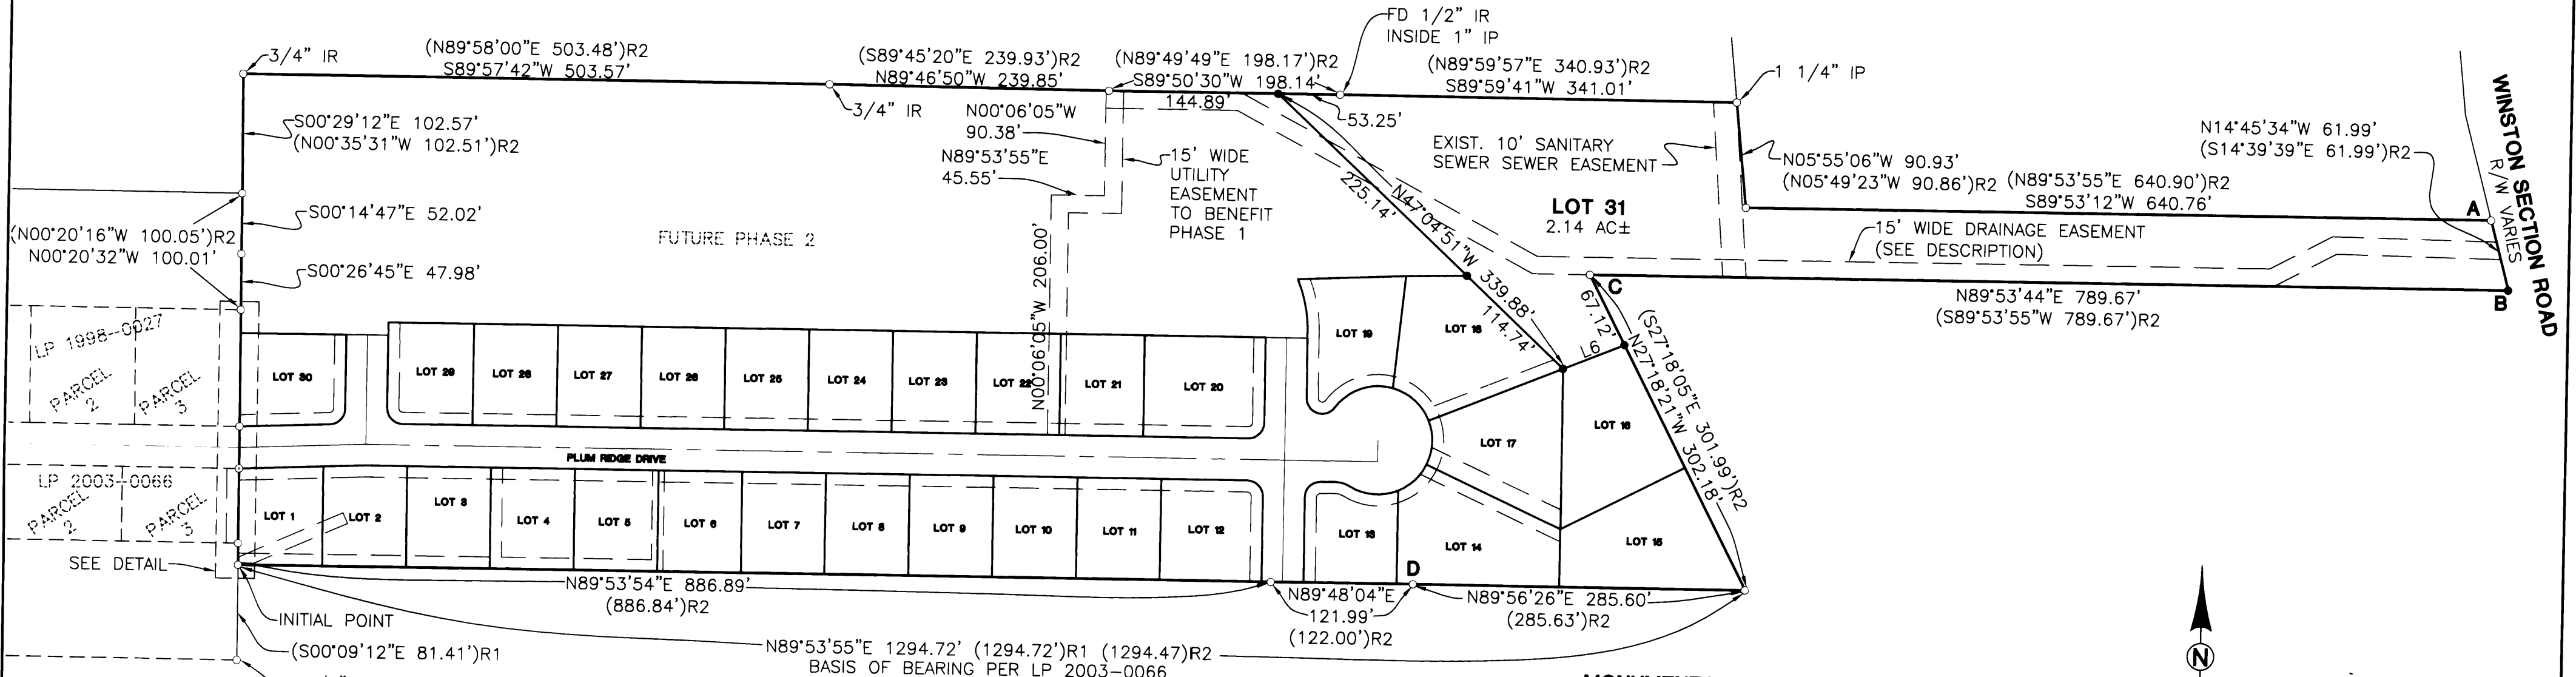 FD 1/2" IR
INSIDE 1" IP
3/4" IR
(N89°58'00"E 503.48')R2
S89°57'42"W 503.57'
(S89°45'20"E 239.93')R2
N89°46'50"W 239.85'
(N89°49'49"E 198.17')R2
S89°50'30"W 198.14'
(N89°59'57"E 340.93')R2
S89°59'41"W 341.01'
1 1/4" IP
3/4" IR
144.89'
53.25'
S00°29'12"E 102.57'
(N00°35'31"W 102.51')R2
N00°06'05"W
90.38'
N89°53'55"E
45.55'
15' WIDE
UTILITY
EASEMENT
TO BENEFIT
PHASE 1
EXIST. 10' SANITARY
SEWER SEWER EASEMENT
N05°55'06"W 90.93'
(N05°49'23"W 90.86')R2
(N89°53'55"E 640.90')R2
S89°53'12"W 640.76'
N14°45'34"W 61.99'
(S14°39'39"E 61.99')R2
WINSTON SECTION ROAD
R/W VARIES
A
B
C
D
S00°14'47"E 52.02'
(N00°20'16"W 100.05')R2
N00°20'32"W 100.01'
S00°26'45"E 47.98'
FUTURE PHASE 2
N00°06'05"W 206.00'
225.14'
N47°04'51"W 339.88'
114.74'
LOT 31
2.14 AC±
15' WIDE DRAINAGE EASEMENT
(SEE DESCRIPTION)
N89°53'44"E 789.67'
(S89°53'55"W 789.67')R2
67.12'
L6
(S27°18'05"E 301.99')R2
N27°18'21"W 302.18'
LP 1998-0027
PARCEL
2
PARCEL
3
LOT 30
LOT 29
LOT 28
LOT 27
LOT 26
LOT 25
LOT 24
LOT 23
LOT 22
LOT 21
LOT 20
LOT 19
LOT 18
LOT 17
LOT 16
PLUM RIDGE DRIVE
LP 2003-0066
PARCEL
2
PARCEL
3
LOT 1
LOT 2
LOT 3
LOT 4
LOT 5
LOT 6
LOT 7
LOT 8
LOT 9
LOT 10
LOT 11
LOT 12
LOT 13
LOT 14
LOT 15
SEE DETAIL
N89°53'54"E 886.89'
(886.84')R2
N89°48'04"E
121.99'
(122.00')R2
N89°56'26"E 285.60'
(285.63')R2
INITIAL POINT
(S00°09'12"E 81.41')R1
N89°53'55"E 1294.72' (1294.72')R1 (1294.47)R2
BASIS OF BEARING PER LP 2003-0066
N